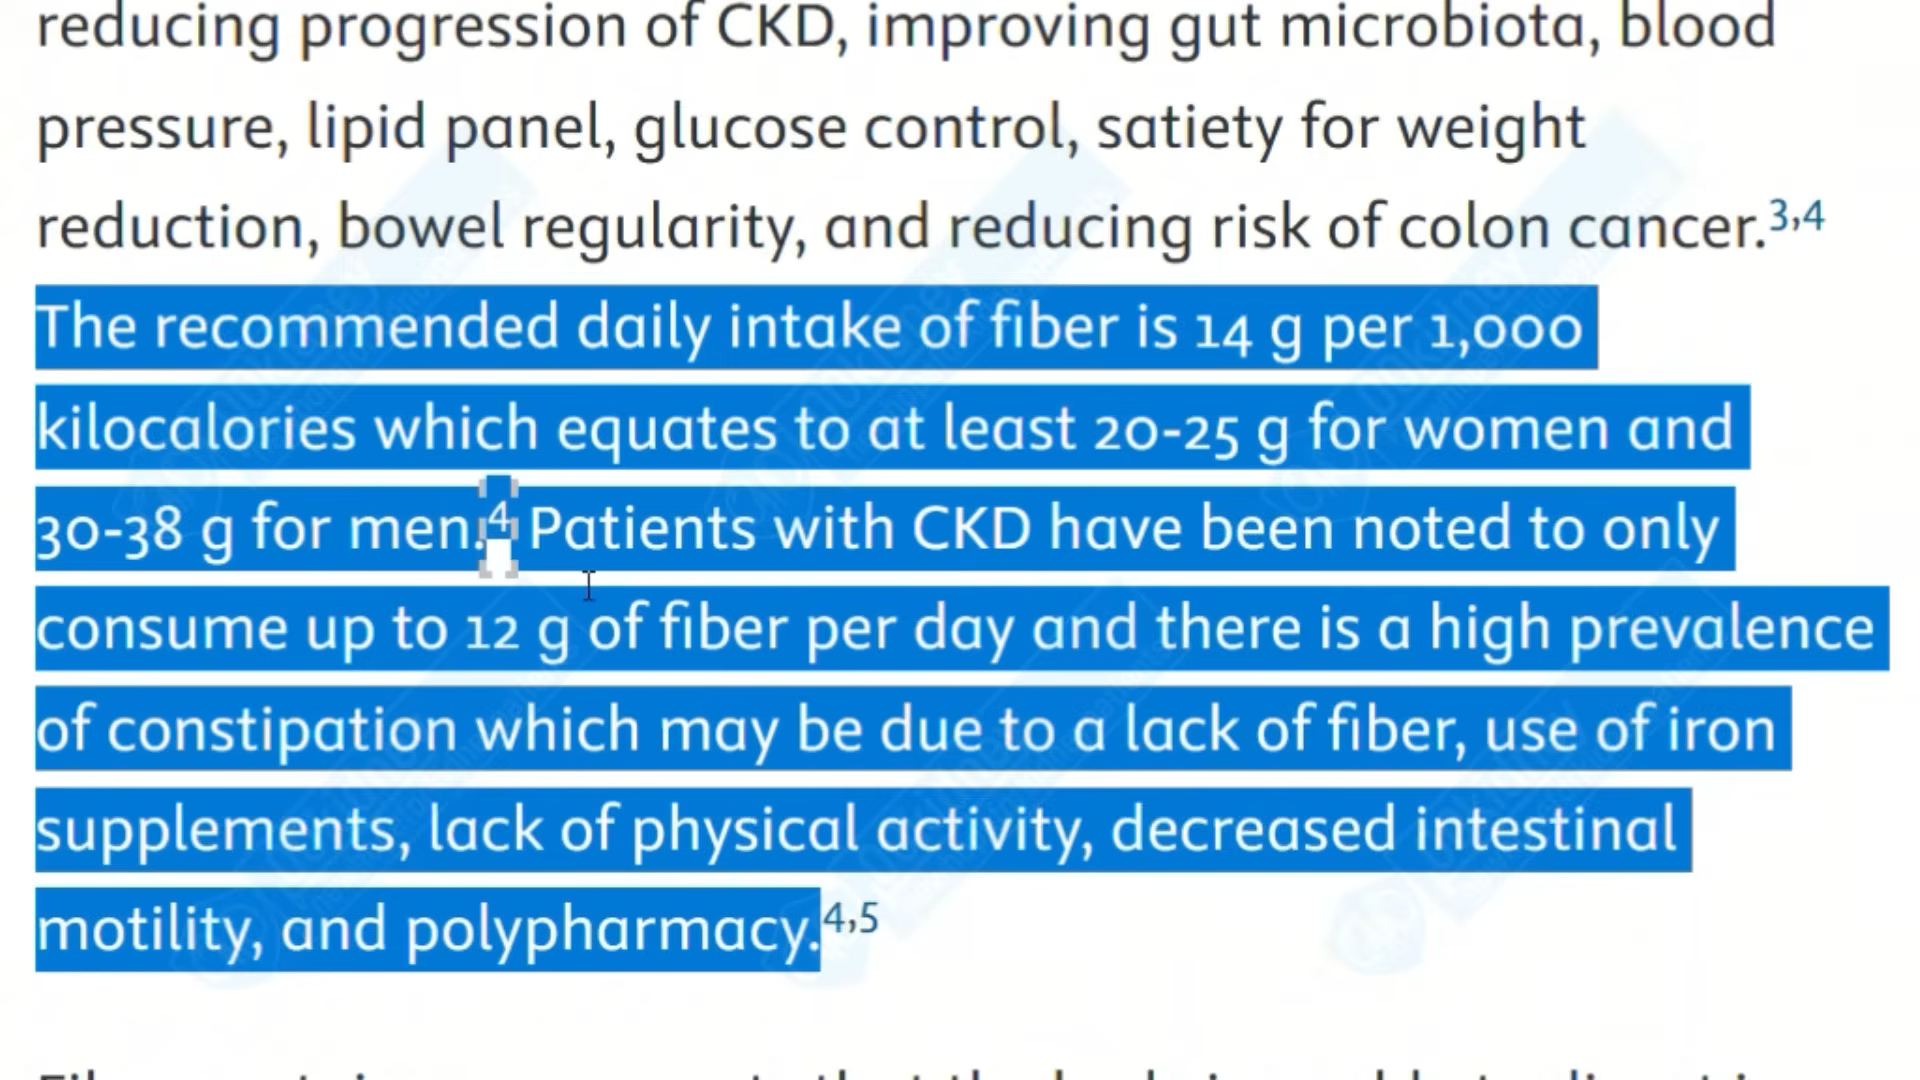 reducing progression of CKD, improving gut microbiota, blood
pressure, lipid panel, glucose control, satiety for weight
reduction, bowel regularity, and reducing risk of colon cancer.3,4
The recommended daily intake of fiber is 14 g per 1,000
kilocalories which equates to at least 20-25 g for women and
30-38 g for men.4 Patients with CKD have been noted to only
consume up to 12 g of fiber per day and there is a high prevalence
of constipation which may be due to a lack of fiber, use of iron
supplements, lack of physical activity, decreased intestinal
motility, and polypharmacy.4,5